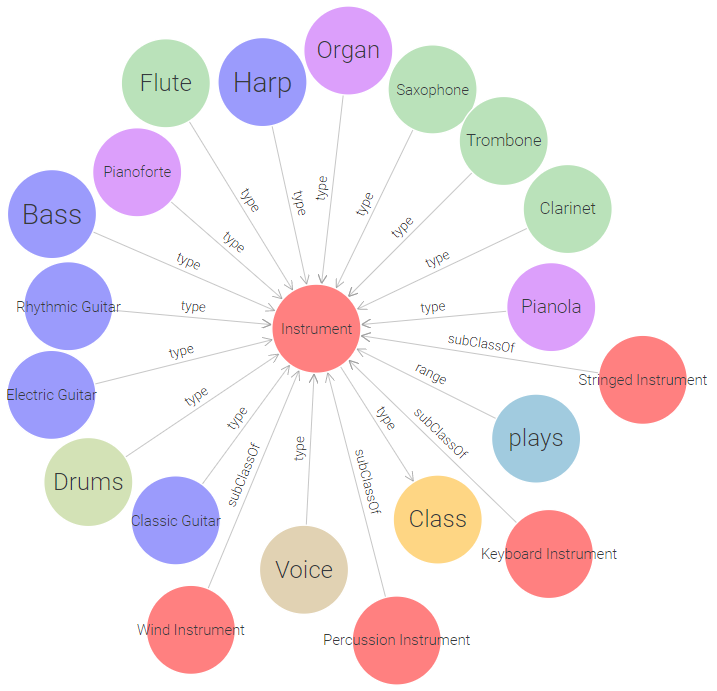 Organ
Flute
Harp
Saxophone
Trombone
Pianoforte
Clarinet
Bass
type
type
type
type
type
type
type
type
Rhythmic Guitar
type
type
Pianola
Instrument
subClassOf
Stringed Instrument
Electric Guitar
type
range
type
type
type
subClassOf
plays
Drums
type
subClassOf
subClassOf
Classic Guitar
Class
Keyboard Instrument
Voice
Wind Instrument
Percussion Instrument